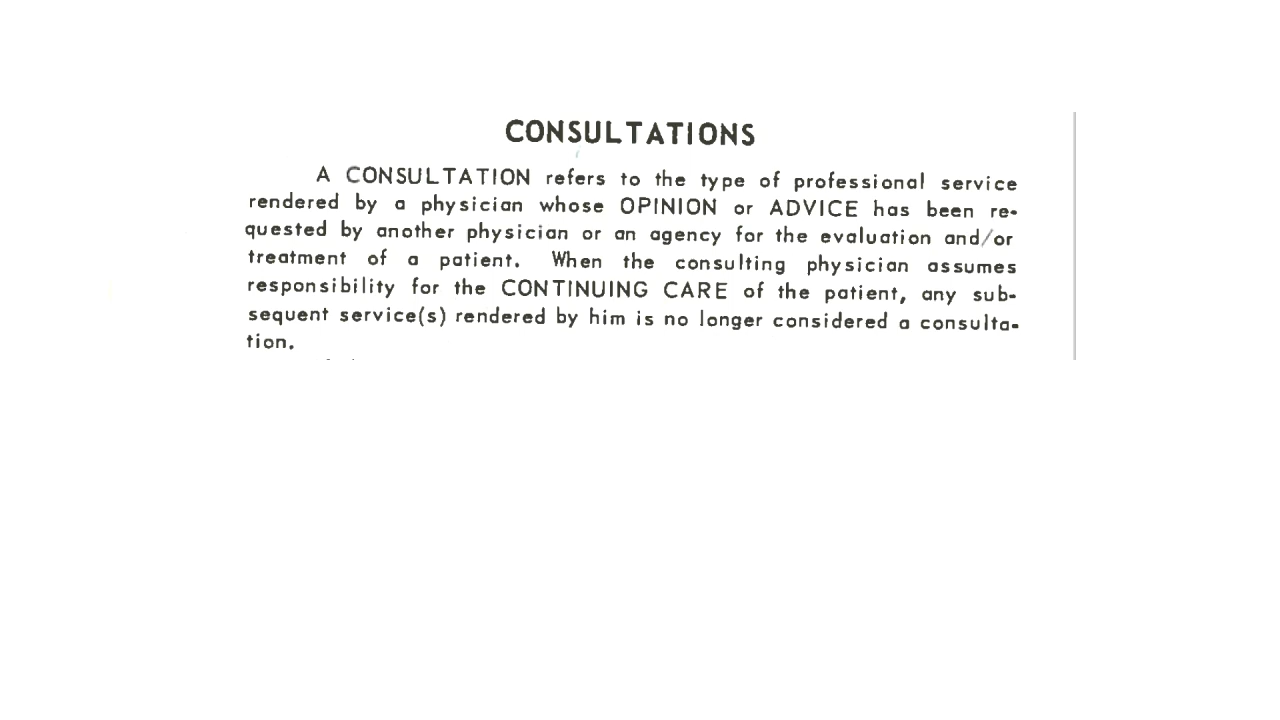 CONSULTATIONS
A CONSULTATION refers to the type of professional service
rendered by a physician whose OPINION or ADVICE has been re-
quested by another physician or an agency for the evaluation and/or
treatment of a patient. When the consulting physician assumes
responsibility for the CONTINUING CARE of the patient, any sub-
sequent service(s) rendered by him is no longer considered a consulta-
tion.